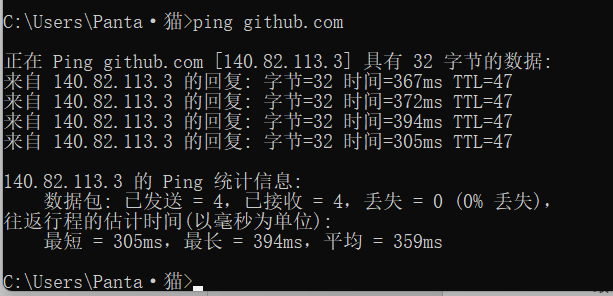 C:\Users\Panta·猫>ping github.com
正在 Ping github.com [140.82.113.3] 具有 32 字节的数据:
来自 140.82.113.3 的回复: 字节=32 时间=367ms TTL=47
来自 140.82.113.3 的回复: 字节=32 时间=372ms TTL=47
来自 140.82.113.3 的回复: 字节=32 时间=394ms TTL=47
来自 140.82.113.3 的回复: 字节=32 时间=305ms TTL=47
140.82.113.3 的 Ping 统计信息:
数据包: 已发送 = 4，已接收 = 4，丢失 = 0 (0% 丢失)，
往返行程的估计时间(以毫秒为单位):
最短 = 305ms，最长 = 394ms，平均 = 359ms
C:\Users\Panta·猫>